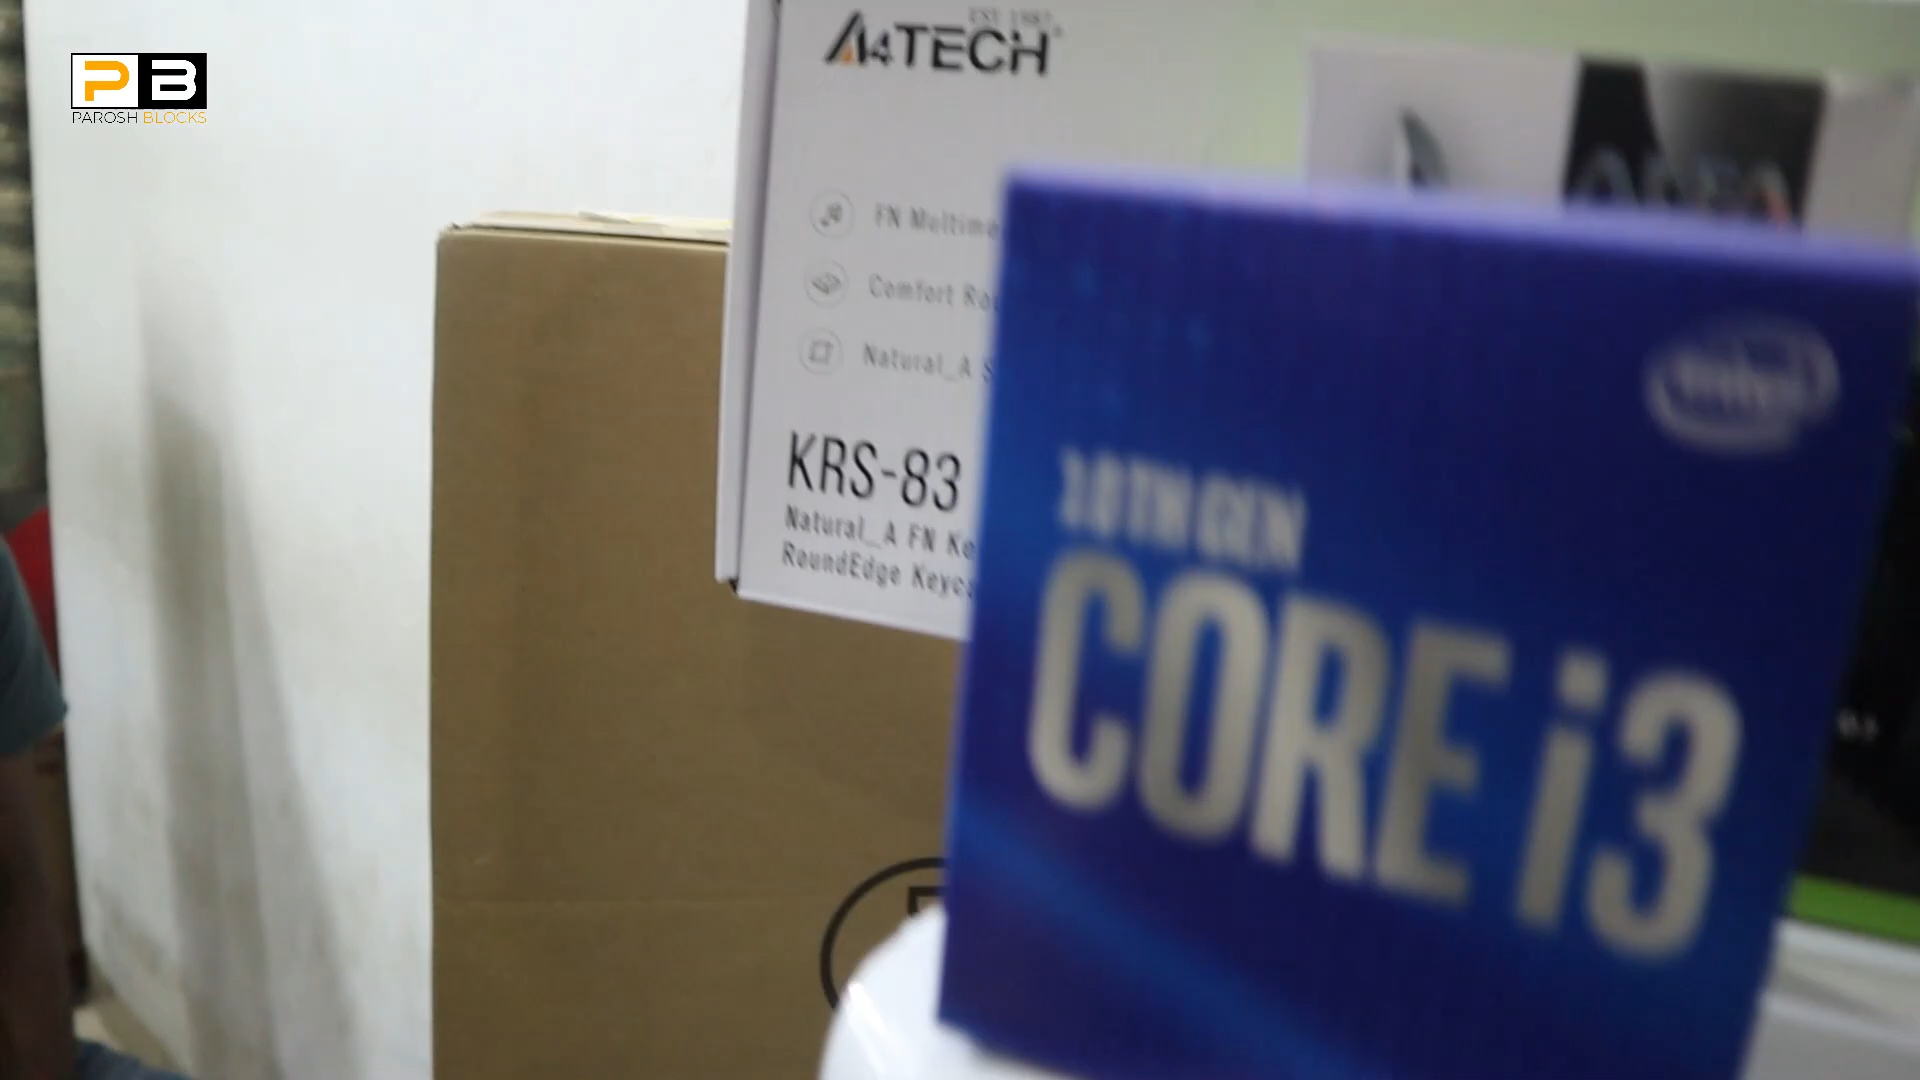 PB
PAROSH BLOCKS
A4TECH
FN Multime
Comfort Ro
Natural_A S
KRS-83
Natural_A FN Ke
RoundEdge Keyc
intel
10TH GEN
CORE i3